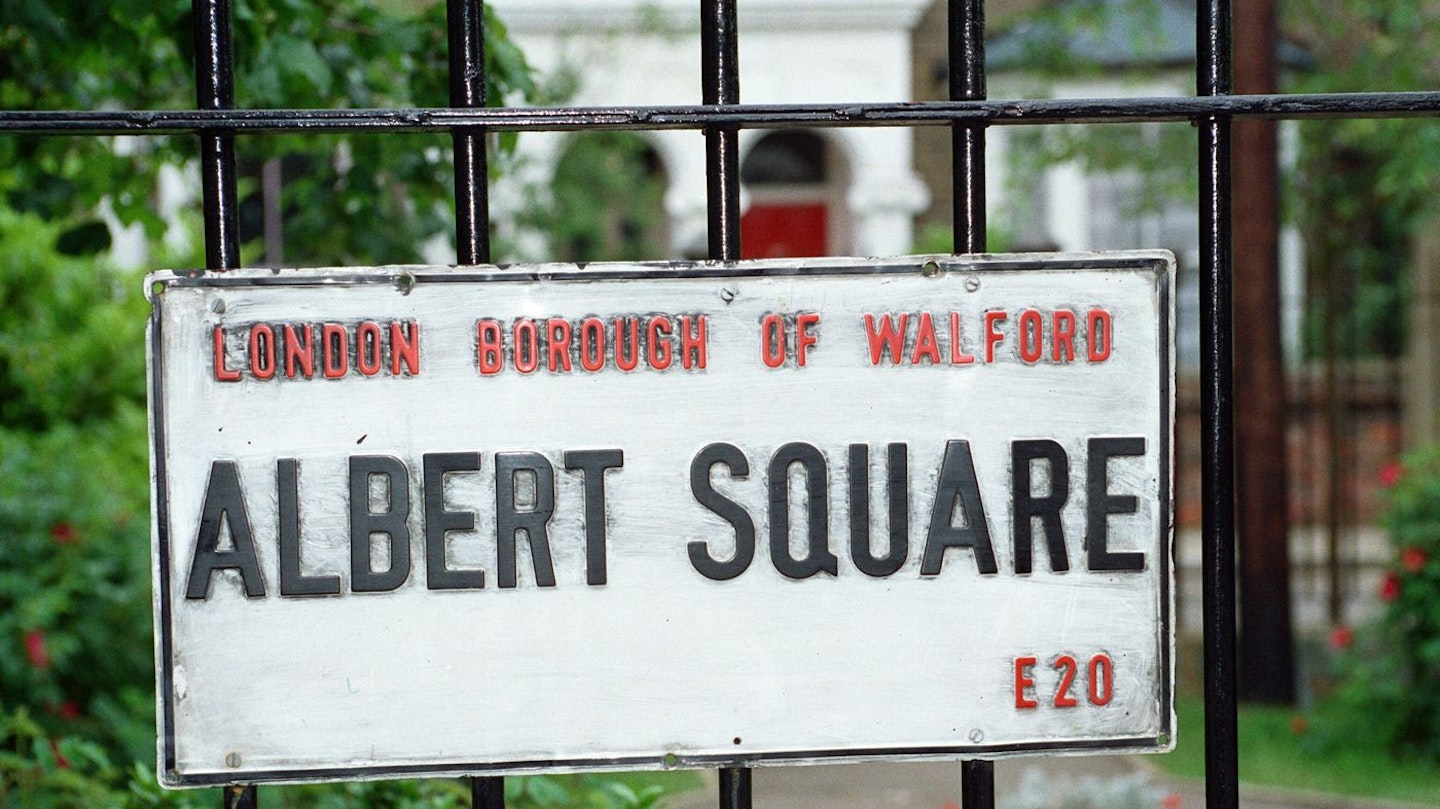 LONDON BOROUGH OF WALFORD
ALBERT SQUARE
E20